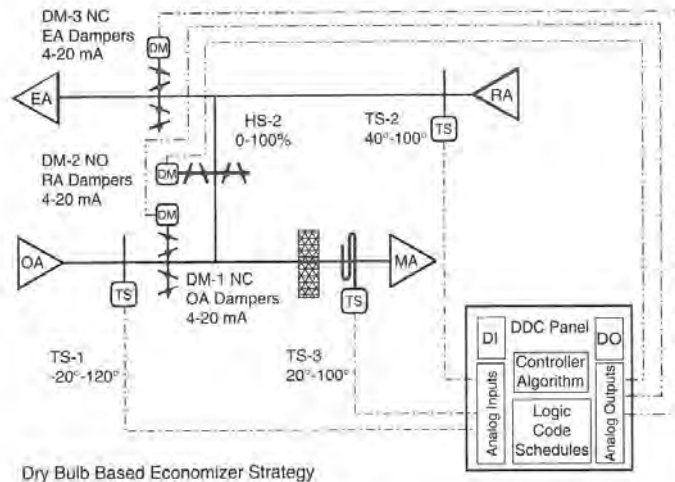 DM-3 NC
EA Dampers
4-20 mA
DM
EA
RA
HS-2
0-100%
TS-2
40°-100°
TS
DM-2 NO
RA Dampers
4-20 mA
DM
DM
OA
MA
TS
DM-1 NC
OA Dampers
4-20 mA
TS
TS-1
-20°-120°
TS-3
20°-100°
DI
DDC Panel
DO
Controller
Algorithm
Analog Inputs
Logic
Code
Schedules
Analog Outputs
Dry Bulb Based Economizer Strategy